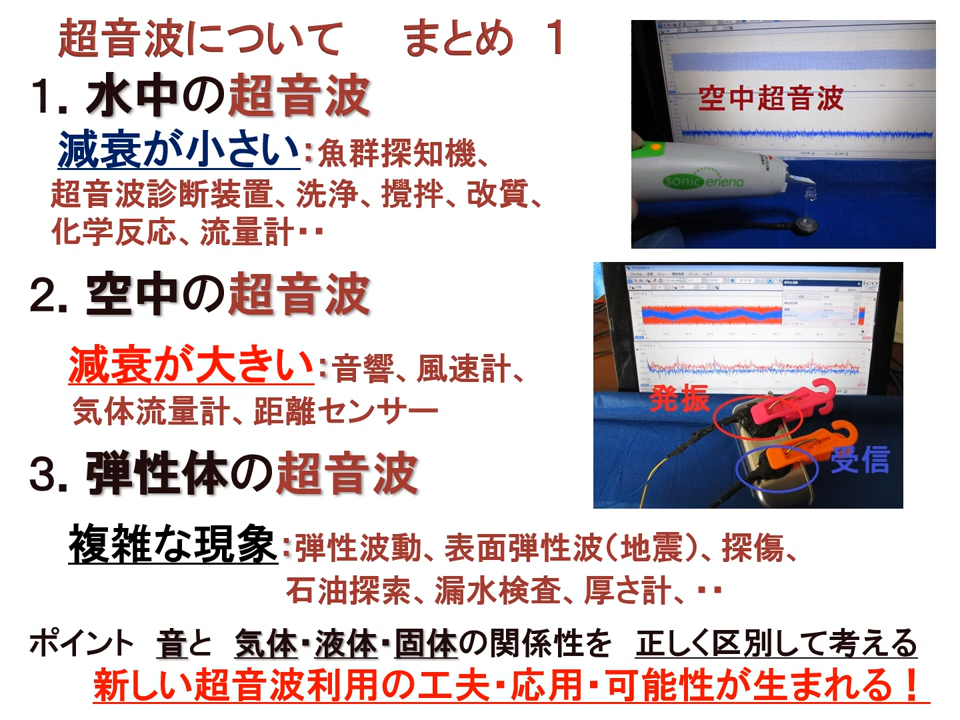 超音波について　まとめ　1
1. 水中の超音波
減衰が小さい：魚群探知機、
超音波診断装置、洗浄、攪拌、改質、
化学反応、流量計・・
2. 空中の超音波
減衰が大きい：音響、風速計、
気体流量計、距離センサー
3. 弾性体の超音波
複雑な現象：弾性波動、表面弾性波（地震）、探傷、
石油探索、漏水検査、厚さ計、・・
ポイント　音と　気体・液体・固体の関係性を　正しく区別して考える
新しい超音波利用の工夫・応用・可能性が生まれる！
空中超音波
sonic eriena
発振
受信